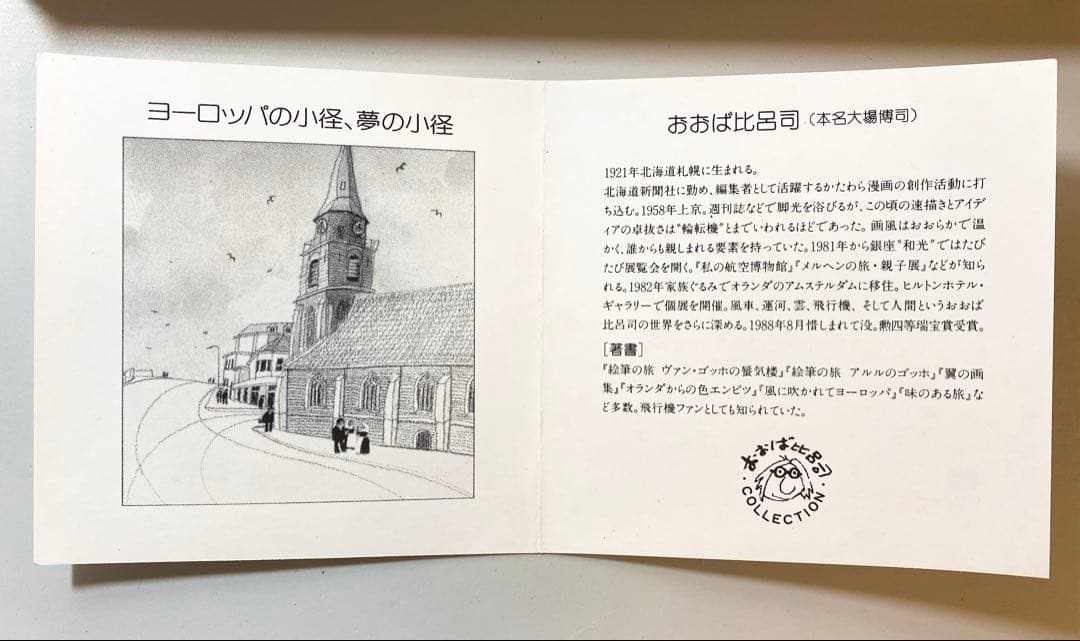 ヨーロッパの小径、夢の小径
おおば比呂司（本名大場博司）
1921年北海道札幌に生まれる。
北海道新聞社に勤め、編集者として活躍するかたわら漫画の創作活動に打
ち込む。1958年上京。週刊誌などで脚光を浴びるが、この頃の速描きとアイデ
ィアの卓抜さは"輪転機"とまでいわれるほどであった。画風はおおらかで温
かく、誰からも親しまれる要素を持っていた。1981年から銀座"和光"ではたび
たび展覧会を開く。『私の航空博物館』『メルヘンの旅・親子展』などが知ら
れる。1982年家族ぐるみでオランダのアムステルダムに移住。ヒルトンホテル・
ギャラリーで個展を開催。風車、運河、雲、飛行機、そして人間というおおば
比呂司の世界をさらに深める。1988年8月惜しまれて没。勲四等瑞宝賞受賞。
［著書］
『絵筆の旅 ヴァン・ゴッホの蜃気楼』『絵筆の旅 アルルのゴッホ』『翼の画
集』『オランダからの色エンピツ』『風に吹かれてヨーロッパ』『味のある旅』な
ど多数。飛行機ファンとしても知られていた。
おおば比呂司
・COLLECTION・